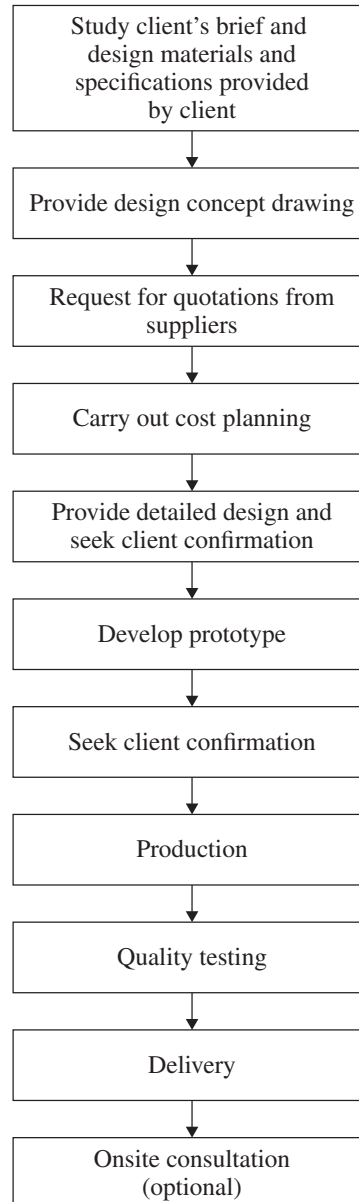 Study client’s brief and
design materials and
specifications provided
by client
Provide design concept drawing
Request for quotations from
suppliers
Carry out cost planning
Provide detailed design and
seek client confirmation
Develop prototype
Seek client confirmation
Production
Quality testing
Delivery
Onsite consultation
(optional)